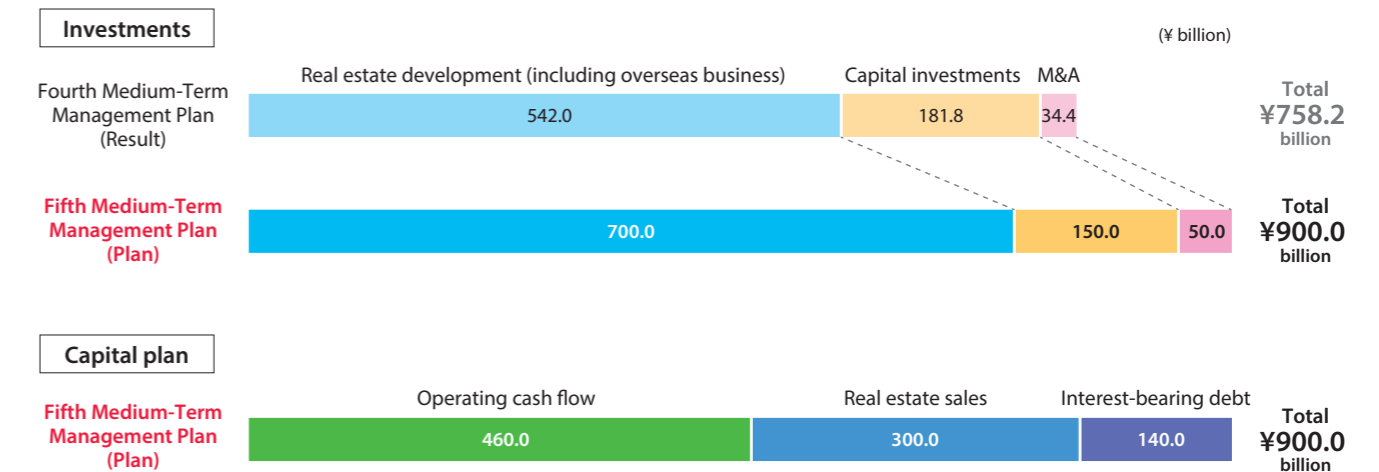 Investments
(¥ billion)
Real estate development (including overseas business)
Capital investments
M&A
Fourth Medium-Term
Management Plan
(Result)
542.0
181.8
34.4
Total
¥758.2
billion
Fifth Medium-Term
Management Plan
(Plan)
700.0
150.0
50.0
Total
¥900.0
billion
Capital plan
Operating cash flow
Real estate sales
Interest-bearing debt
Fifth Medium-Term
Management Plan
(Plan)
460.0
300.0
140.0
Total
¥900.0
billion